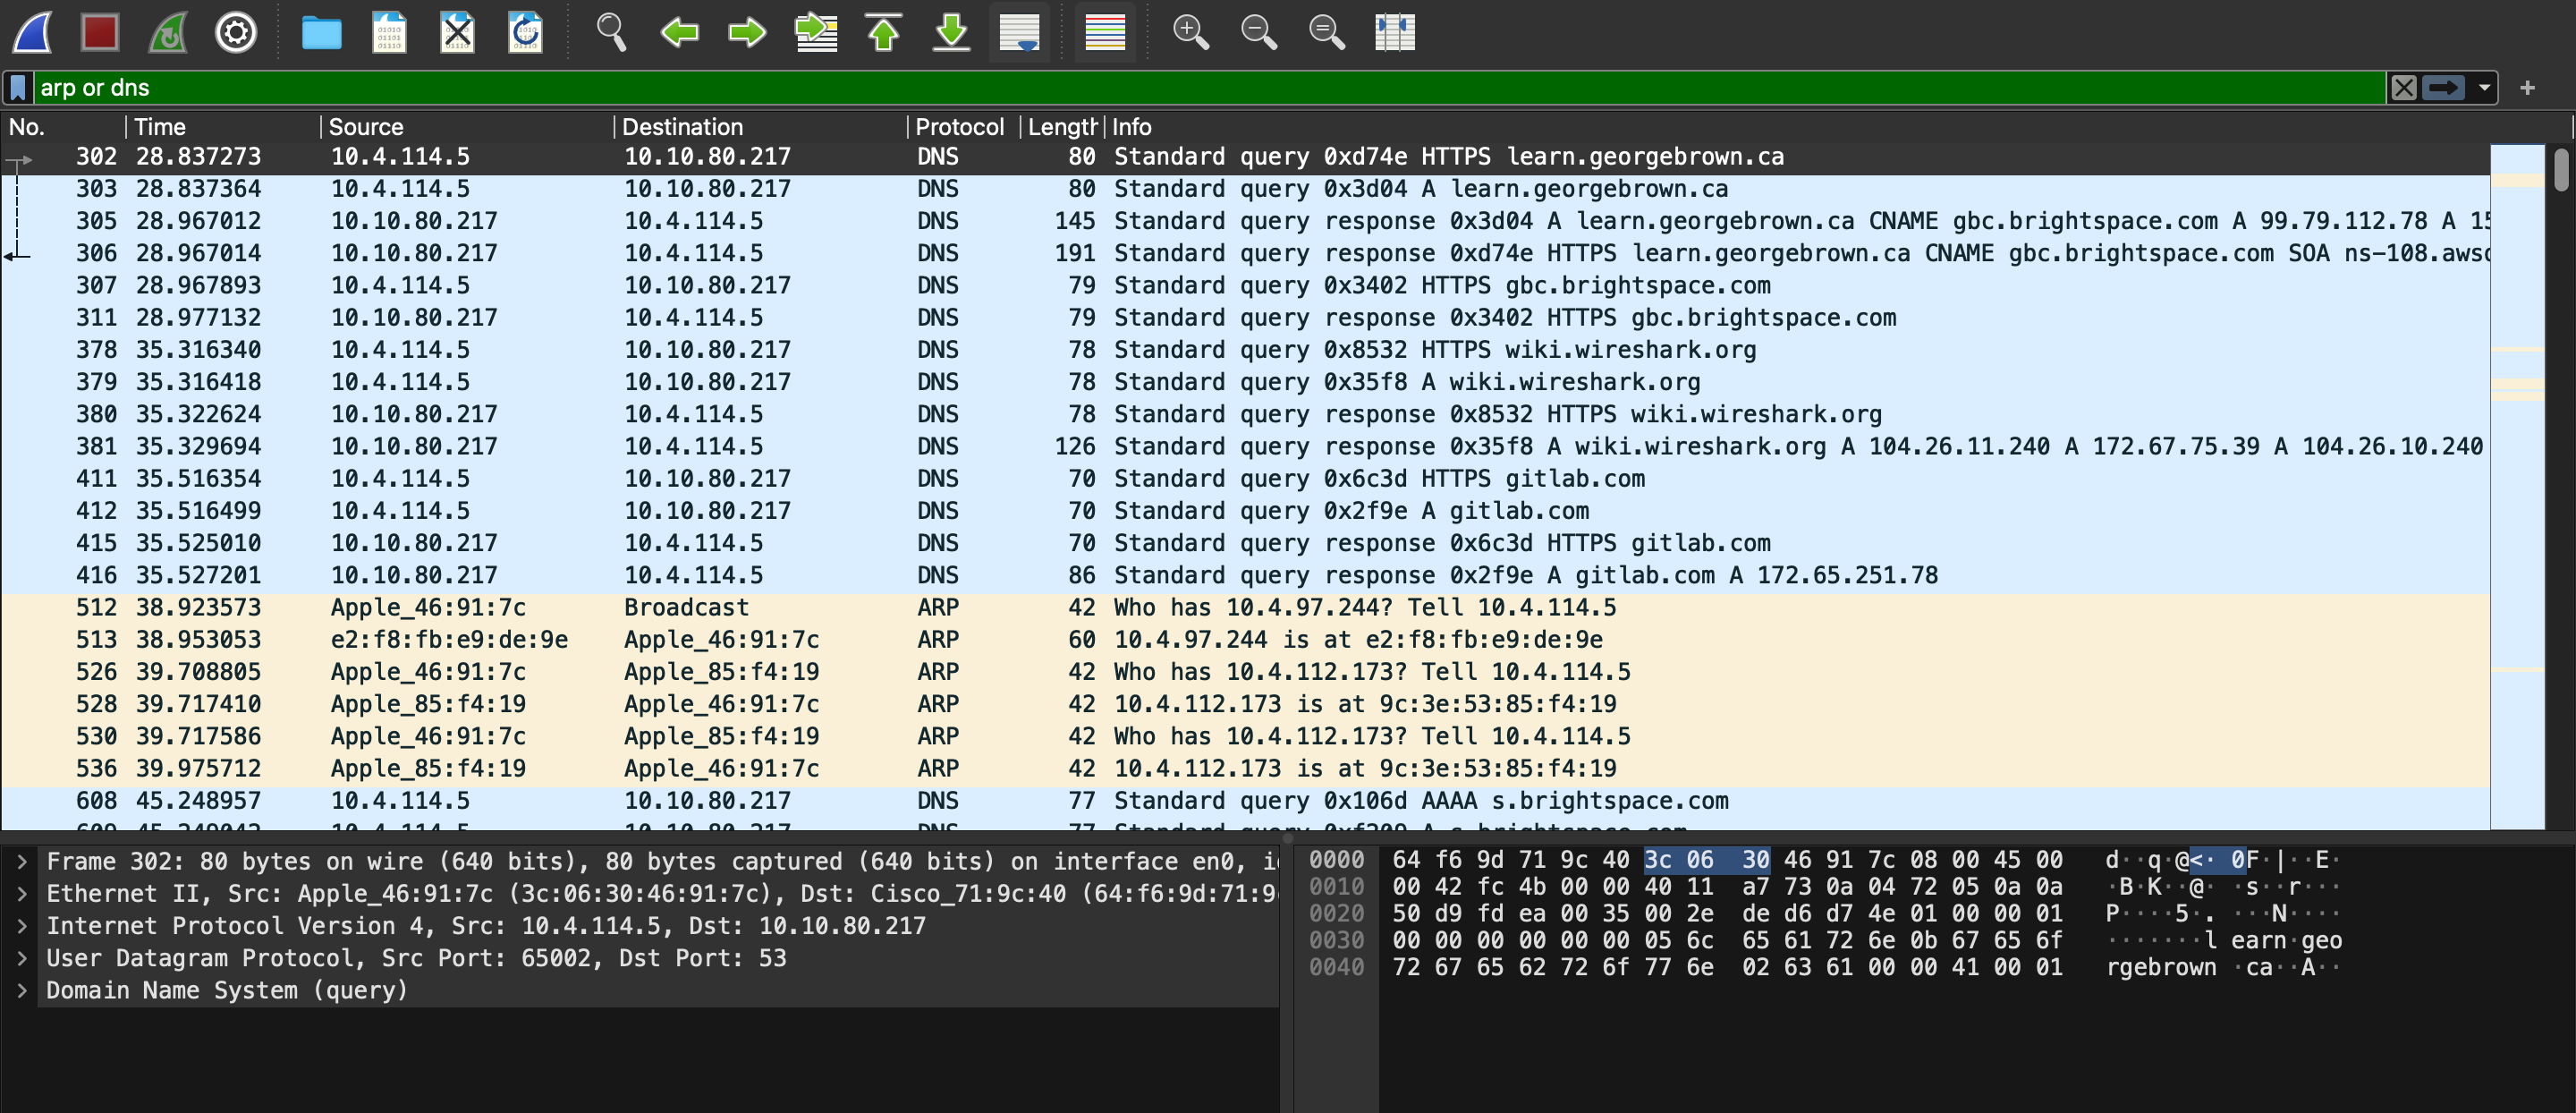 arp or dns
No. Time Source Destination Protocol Length Info
302 28.837273 10.4.114.5 10.10.80.217 DNS 80 Standard query 0xd74e HTTPS learn.georgebrown.ca
303 28.837364 10.4.114.5 10.10.80.217 DNS 80 Standard query 0x3d04 A learn.georgebrown.ca
305 28.967012 10.10.80.217 10.4.114.5 DNS 145 Standard query response 0x3d04 A learn.georgebrown.ca CNAME gbc.brightspace.com A 99.79.112.78 A 15
306 28.967014 10.10.80.217 10.4.114.5 DNS 191 Standard query response 0xd74e HTTPS learn.georgebrown.ca CNAME gbc.brightspace.com SOA ns-108.awsd
307 28.967893 10.4.114.5 10.10.80.217 DNS 79 Standard query 0x3402 HTTPS gbc.brightspace.com
311 28.977132 10.10.80.217 10.4.114.5 DNS 79 Standard query response 0x3402 HTTPS gbc.brightspace.com
378 35.316340 10.4.114.5 10.10.80.217 DNS 78 Standard query 0x8532 HTTPS wiki.wireshark.org
379 35.316418 10.4.114.5 10.10.80.217 DNS 78 Standard query 0x35f8 A wiki.wireshark.org
380 35.322624 10.10.80.217 10.4.114.5 DNS 78 Standard query response 0x8532 HTTPS wiki.wireshark.org
381 35.329694 10.10.80.217 10.4.114.5 DNS 126 Standard query response 0x35f8 A wiki.wireshark.org A 104.26.11.240 A 172.67.75.39 A 104.26.10.240
411 35.516354 10.4.114.5 10.10.80.217 DNS 70 Standard query 0x6c3d HTTPS gitlab.com
412 35.516499 10.4.114.5 10.10.80.217 DNS 70 Standard query 0x2f9e A gitlab.com
415 35.525010 10.10.80.217 10.4.114.5 DNS 70 Standard query response 0x6c3d HTTPS gitlab.com
416 35.527201 10.10.80.217 10.4.114.5 DNS 86 Standard query response 0x2f9e A gitlab.com A 172.65.251.78
512 38.923573 Apple_46:91:7c Broadcast ARP 42 Who has 10.4.97.244? Tell 10.4.114.5
513 38.953053 e2:f8:fb:e9:de:9e Apple_46:91:7c ARP 60 10.4.97.244 is at e2:f8:fb:e9:de:9e
526 39.708805 Apple_46:91:7c Apple_85:f4:19 ARP 42 Who has 10.4.112.173? Tell 10.4.114.5
528 39.717410 Apple_85:f4:19 Apple_46:91:7c ARP 42 10.4.112.173 is at 9c:3e:53:85:f4:19
530 39.717586 Apple_46:91:7c Apple_85:f4:19 ARP 42 Who has 10.4.112.173? Tell 10.4.114.5
536 39.975712 Apple_85:f4:19 Apple_46:91:7c ARP 42 10.4.112.173 is at 9c:3e:53:85:f4:19
608 45.248957 10.4.114.5 10.10.80.217 DNS 77 Standard query 0x106d AAAA s.brightspace.com
10.4.114.5 10.10.80.217 DNS 77 Standard query A s.brightspace.com
Frame 302: 80 bytes on wire (640 bits), 80 bytes captured (640 bits) on interface en0, i
Ethernet II, Src: Apple_46:91:7c (3c:06:30:46:91:7c), Dst: Cisco_71:9c:40 (64:f6:9d:71:9
Internet Protocol Version 4, Src: 10.4.114.5, Dst: 10.10.80.217
User Datagram Protocol, Src Port: 65002, Dst Port: 53
Domain Name System (query)
0000 64 f6 9d 71 9c 40 3c 06 30 46 91 7c 08 00 45 00 d··q·@<·0F·|··E·
0010 00 42 fc 4b 00 00 40 11 a7 73 0a 04 72 05 0a 0a ·B·K··@··s··r···
0020 50 d9 fd ea 00 35 00 2e de d6 d7 4e 01 00 00 01 P····5·.···N····
0030 00 00 00 00 00 00 05 6c 65 61 72 6e 0b 67 65 6f ·······learn·geo
0040 72 67 65 62 72 6f 77 6e 02 63 61 00 00 41 00 01 rgebrown·ca··A··